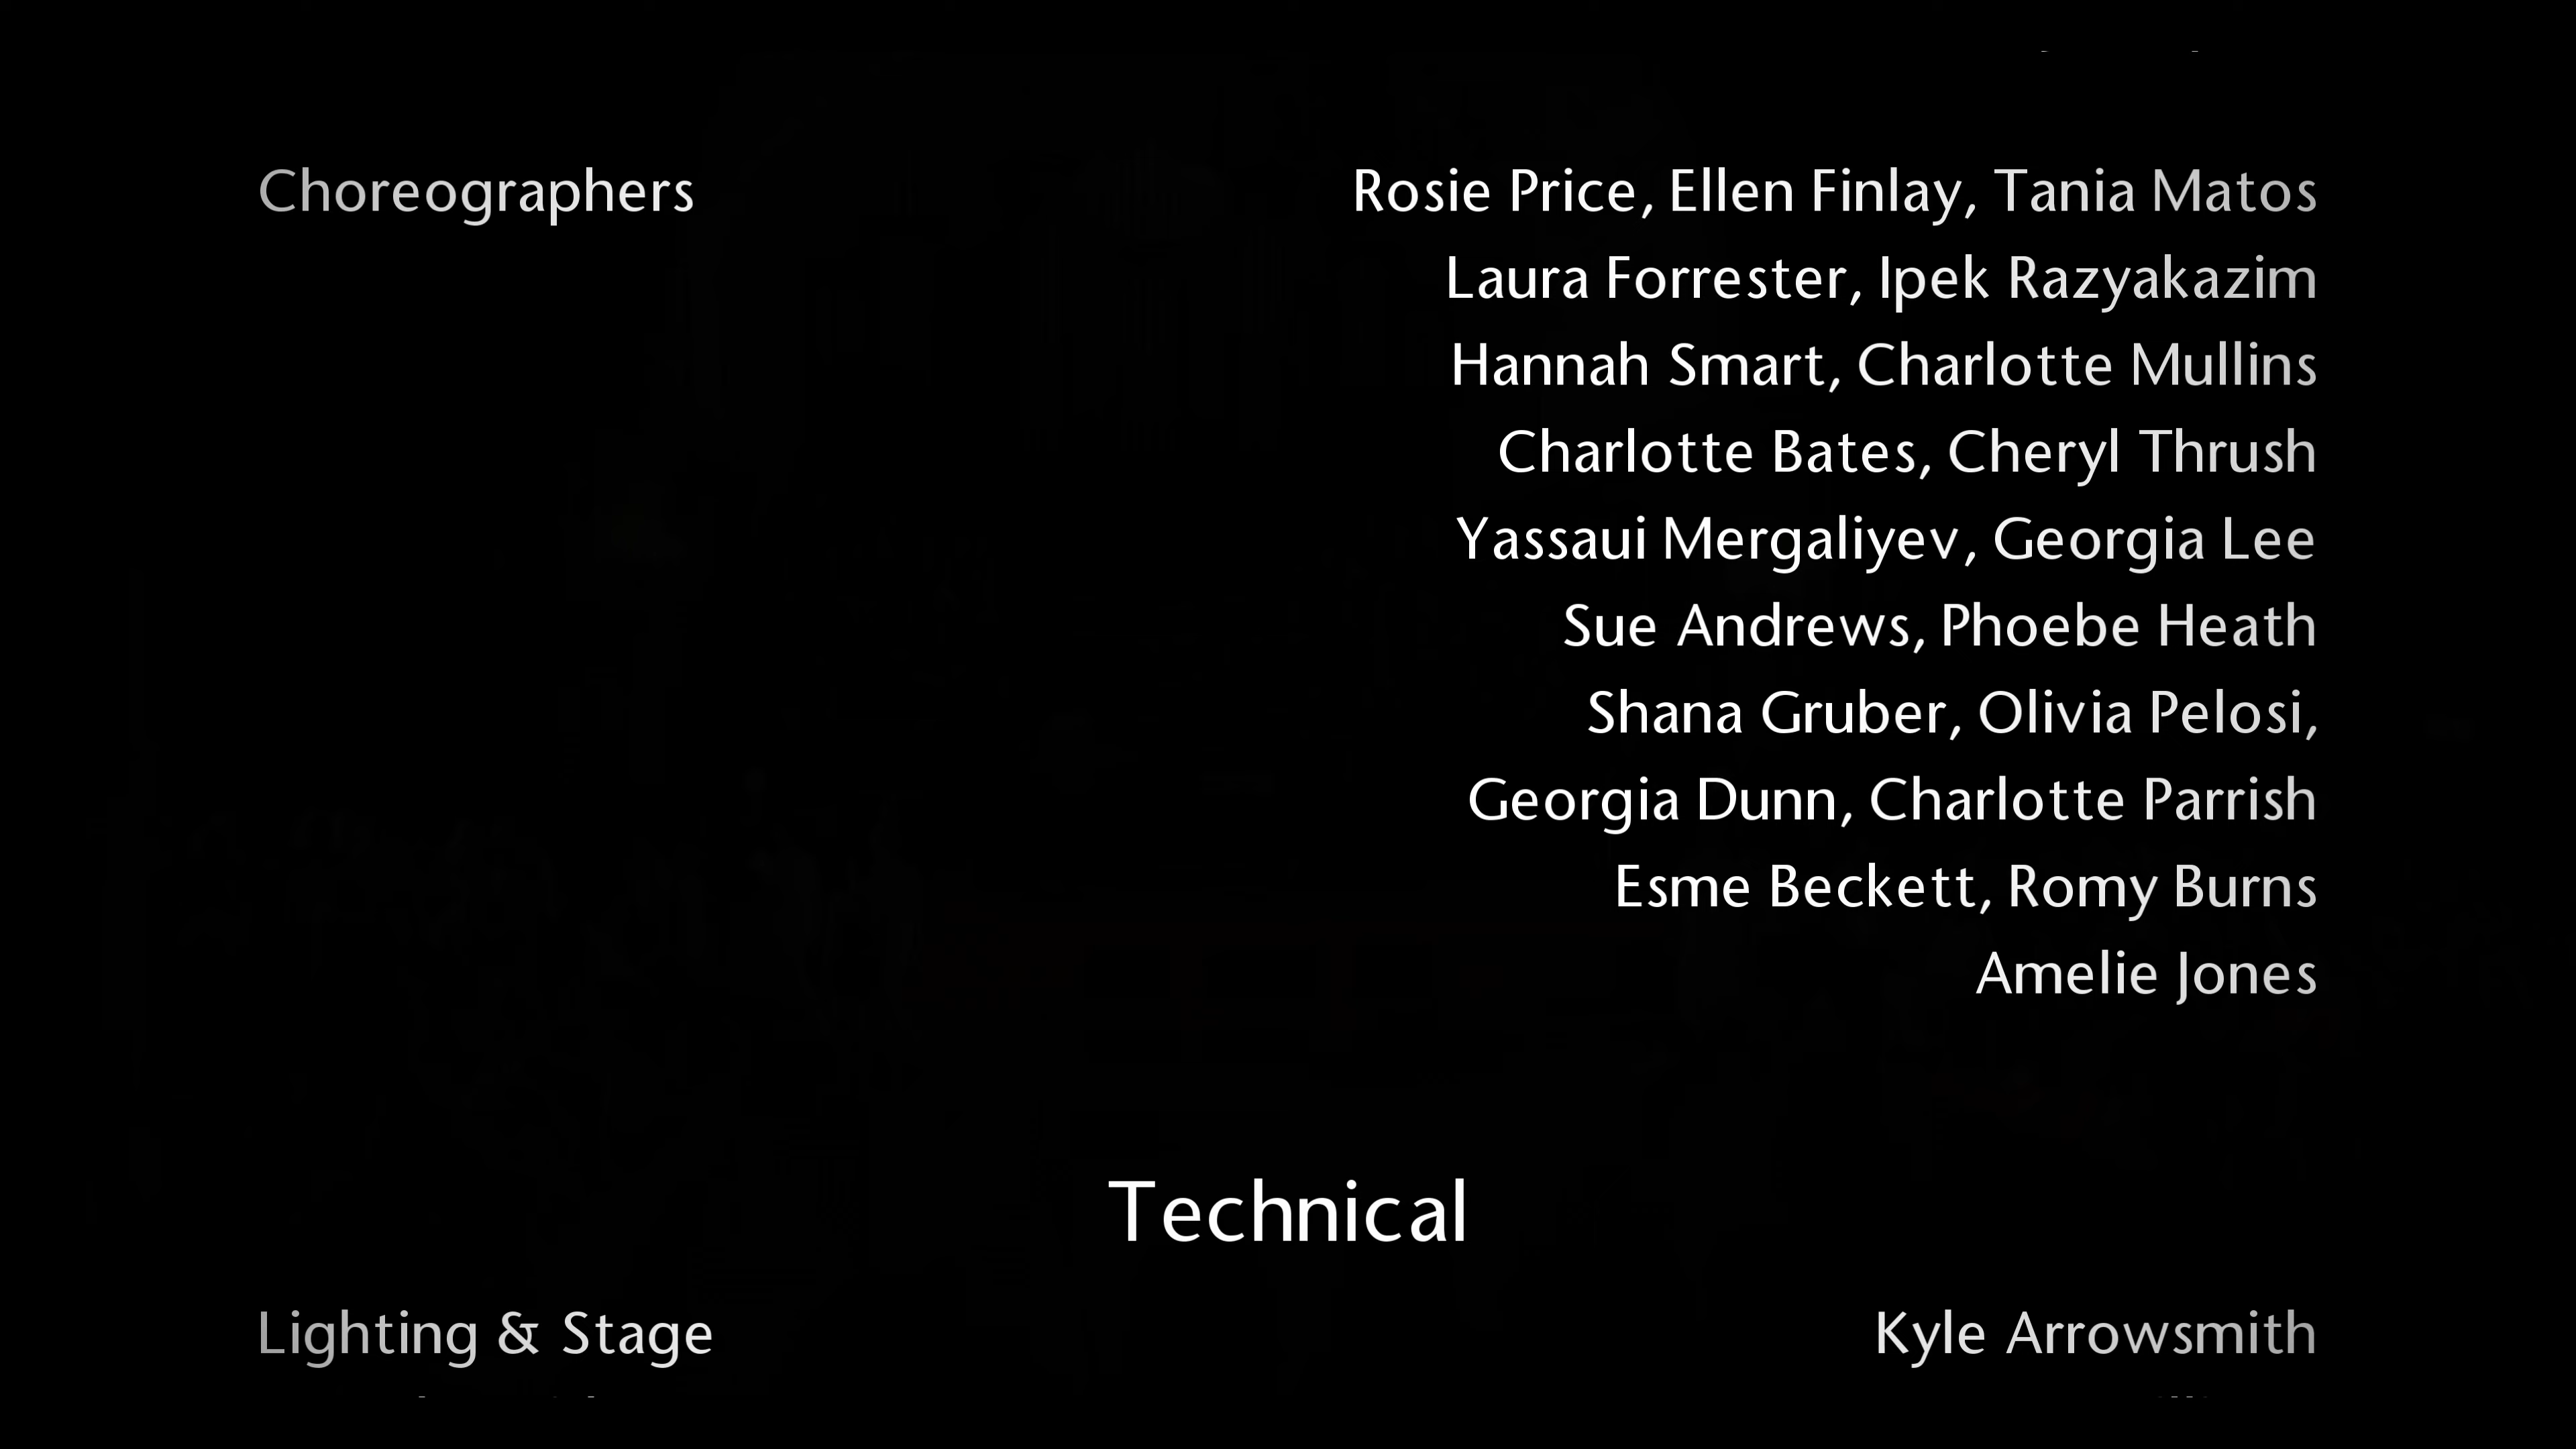 Choreographers Rosie Price, Ellen Finlay, Tania Matos
Laura Forrester, Ipek Razyakazim
Hannah Smart, Charlotte Mullins
Charlotte Bates, Cheryl Thrush
Yassaui Mergaliyev, Georgia Lee
Sue Andrews, Phoebe Heath
Shana Gruber, Olivia Pelosi,
Georgia Dunn, Charlotte Parrish
Esme Beckett, Romy Burns
Amelie Jones
Technical
Lighting & Stage Kyle Arrowsmith